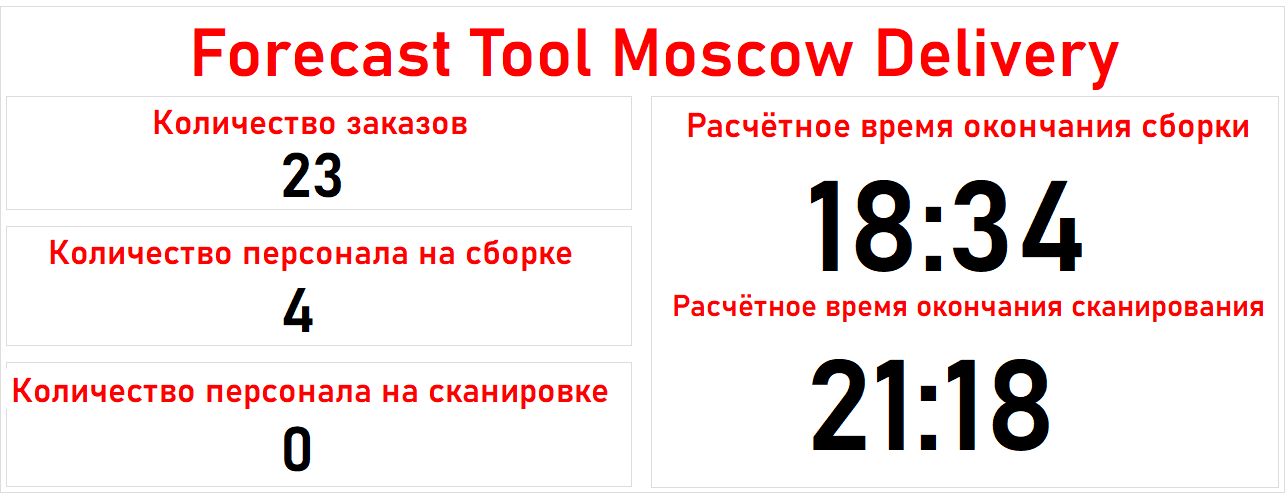 Forecast Tool Moscow Delivery
Количество заказов
23
Количество персонала на сборке
4
Количество персонала на сканировке
0
Расчётное время окончания сборки
18:34
Расчётное время окончания сканирования
21:18